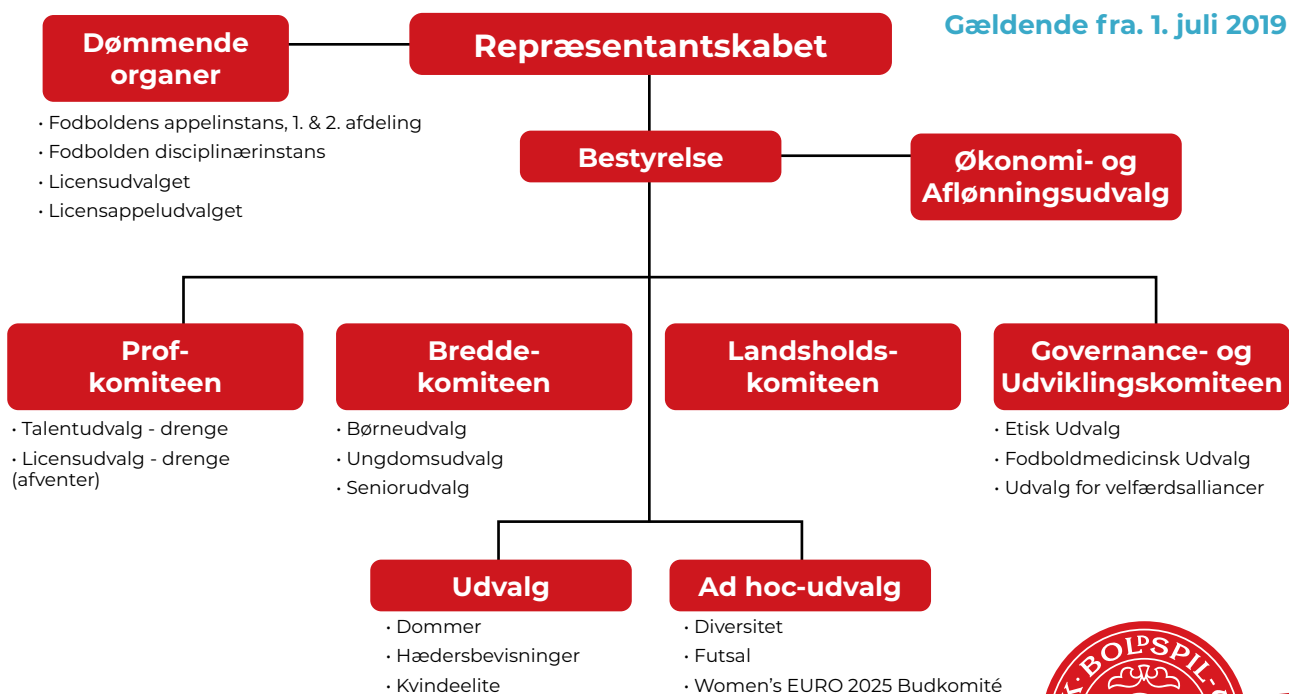 Gældende fra. 1. juli 2019
Dømmende
organer
Repræsentantskabet
• Fodboldens appelinstans, 1. & 2. afdeling
• Fodbolden disciplinærinstans
• Licensudvalget
• Licensappeludvalget
Bestyrelse
Økonomi- og
Aflønningsudvalg
Prof-
komiteen
• Talentudvalg - drenge
• Licensudvalg - drenge
(afventer)
Bredde-
komiteen
• Børneudvalg
• Ungdomsudvalg
• Seniorudvalg
Landsholds-
komiteen
Governance- og
Udviklingskomiteen
• Etisk Udvalg
• Fodboldmedicinsk Udvalg
• Udvalg for velfærdsalliancer
Udvalg
• Dommer
• Hædersbevisninger
• Kvindeelite
Ad hoc-udvalg
• Diversitet
• Futsal
• Women's EURO 2025 Budkomité
BOLDSPIL-